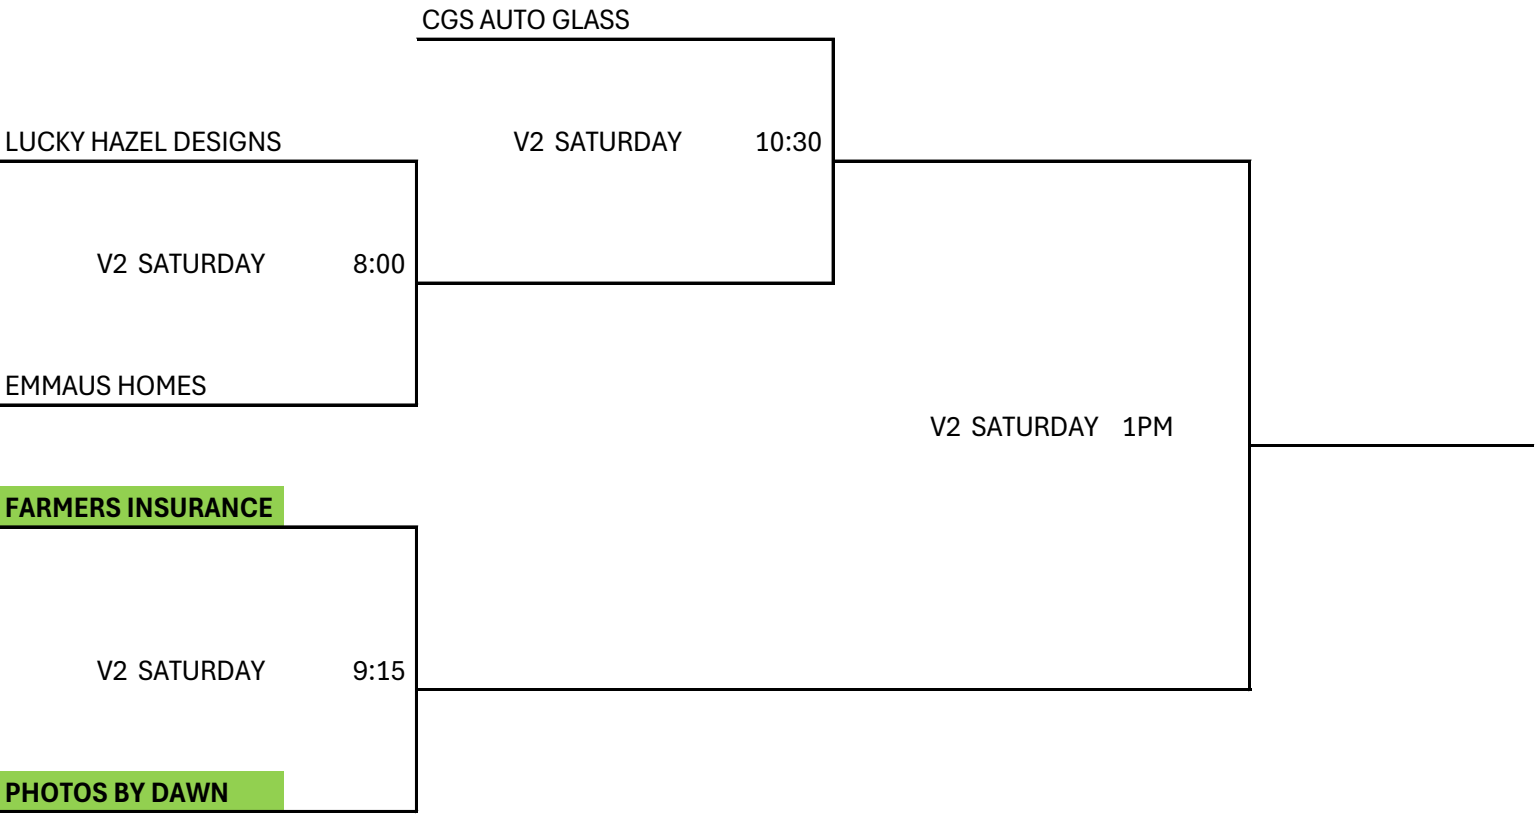 CGS AUTO GLASS
LUCKY HAZEL DESIGNS
V2 SATURDAY 10:30
V2 SATURDAY 8:00
EMMAUS HOMES
V2 SATURDAY 1PM
FARMERS INSURANCE
V2 SATURDAY 9:15
PHOTOS BY DAWN